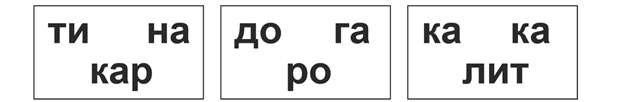 ти на
кар
до га
ро
ка ка
лит